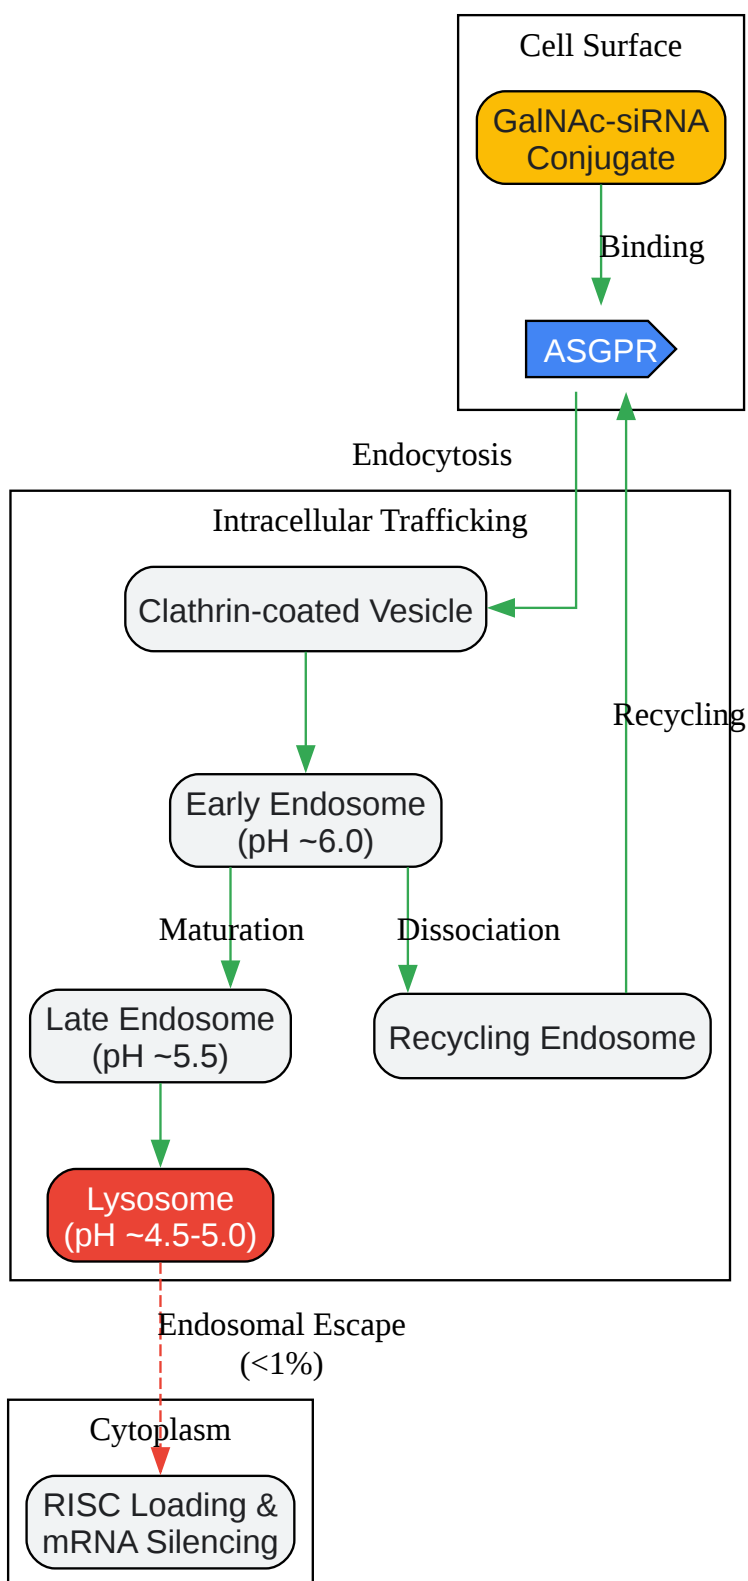 Cell Surface
GalNAc-siRNA
Conjugate
Binding
ASGPR
Endocytosis
Intracellular Trafficking
Clathrin-coated Vesicle
Recycling
Early Endosome
(pH ~6.0)
Maturation
Dissociation
Late Endosome
(pH ~5.5)
Recycling Endosome
Lysosome
(pH ~4.5-5.0)
Endosomal Escape
(<1%)
Cytoplasm
RISC Loading &
mRNA Silencing